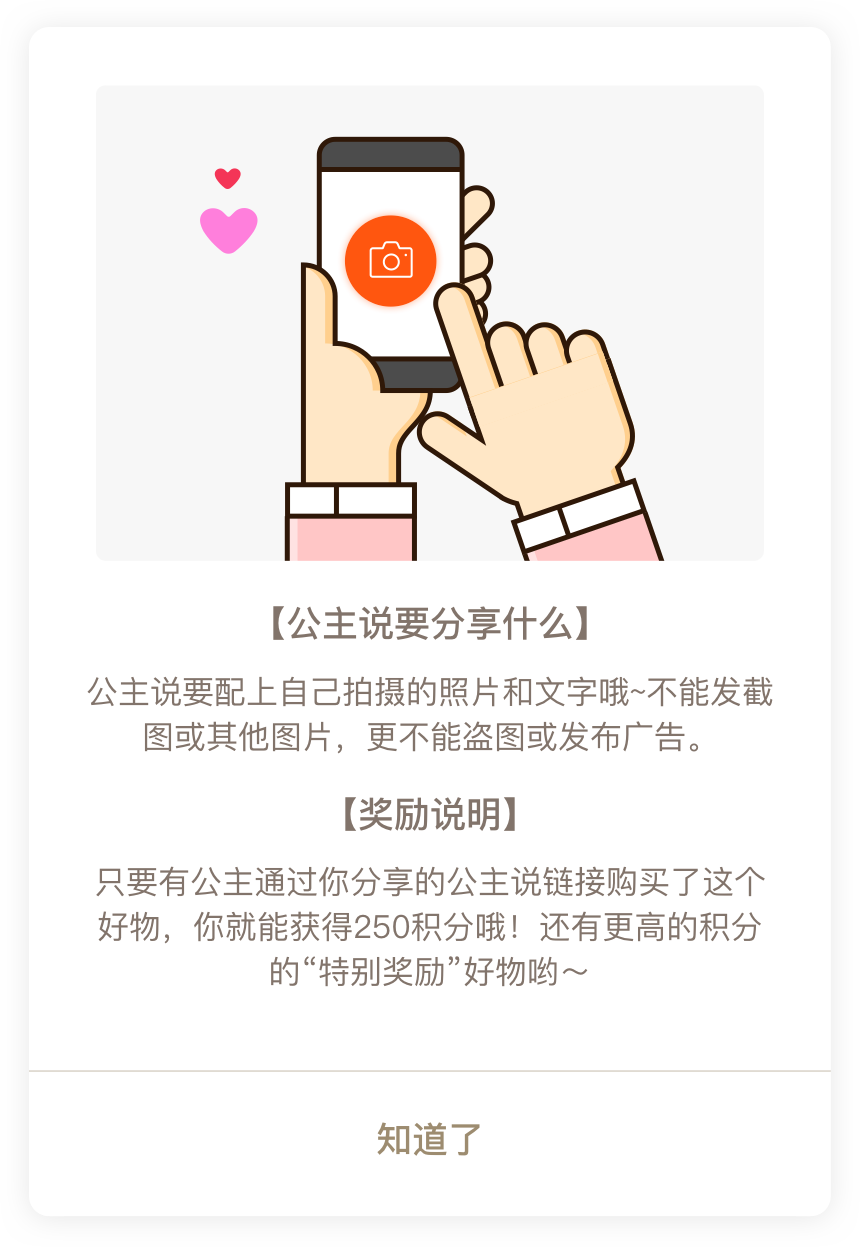 【公主说要分享什么】
公主说要配上自己拍摄的照片和文字哦~不能发截
图或其他图片，更不能盗图或发布广告。
【奖励说明】
只要有公主通过你分享的公主说链接购买了这个
好物，你就能获得250积分哦！还有更高的积分
的“特别奖励”好物哟～
知道了